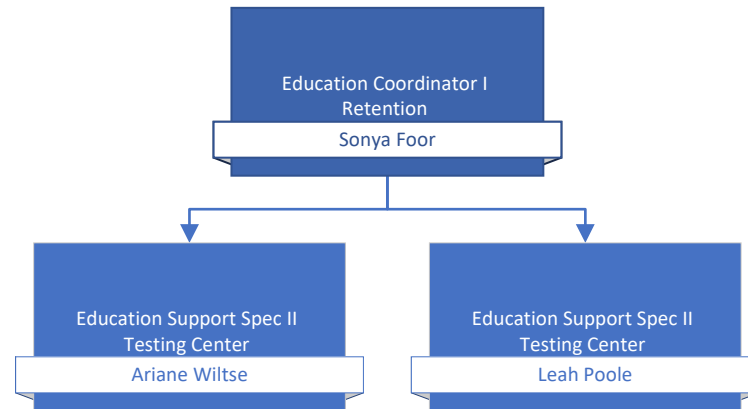 Education Coordinator I
Retention
Sonya Foor
Education Support Spec II
Testing Center
Ariane Wiltse
Education Support Spec II
Testing Center
Leah Poole